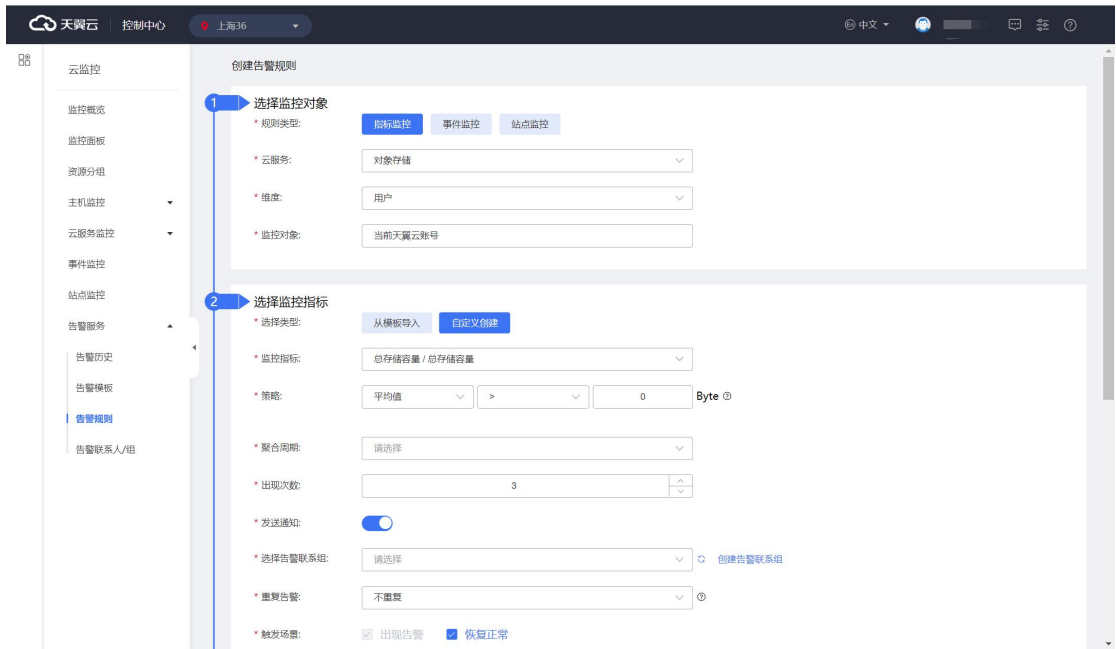 天翼云 控制中心 上海36 中文
云监控
监控概览
监控面板
资源分组
主机监控
云服务监控
事件监控
站点监控
告警服务
告警历史
告警模板
告警规则
告警联系人/组
创建告警规则
1 选择监控对象
* 规则类型: 指标监控 事件监控 站点监控
* 云服务: 对象存储
* 维度: 用户
* 监控对象: 当前天翼云账号
2 选择监控指标
* 选择类型: 从模板导入 自定义创建
* 监控指标: 总存储容量 / 总存储容量
* 策略: 平均值 > 0 Byte
* 聚合周期: 请选择
* 出现次数: 3
* 发送通知:
* 选择告警联系组: 请选择 创建告警联系组
* 重复告警: 不重复
* 触发场景: 出现告警 恢复正常